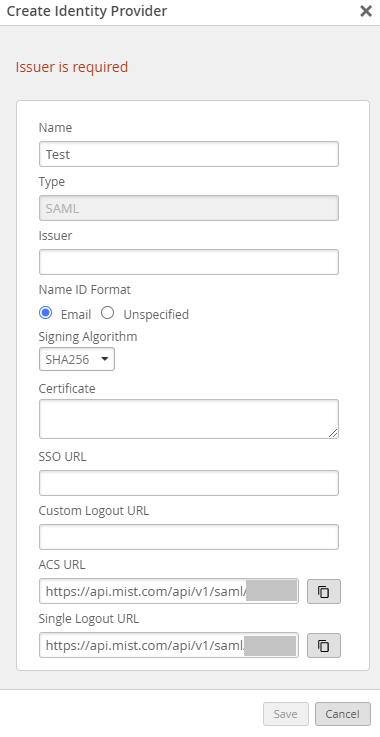 Create Identity Provider
Issuer is required
Name
Test
Type
SAML
Issuer
Name ID Format
Email Unspecified
Signing Algorithm
SHA256
Certificate
SSO URL
Custom Logout URL
ACS URL
https://api.mist.com/api/v1/saml/
Single Logout URL
https://api.mist.com/api/v1/saml
Save Cancel